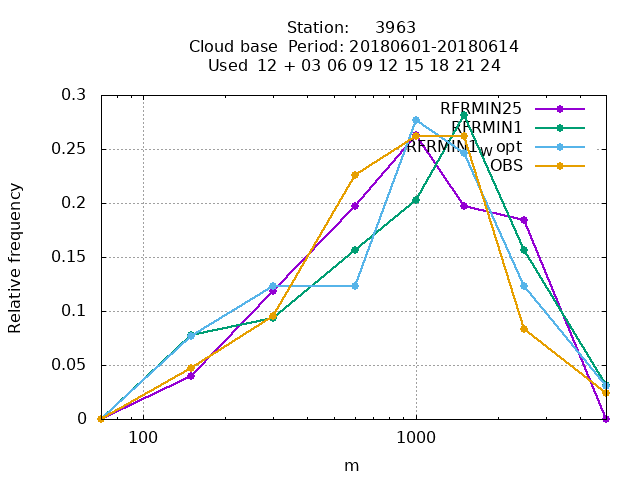 Station:     3963
Cloud base  Period: 20180601-20180614
Used  12 + 03 06 09 12 15 18 21 24
0.3
0.25
0.2
0.15
0.1
0.05
0
Relative frequency
RFRMIN25
RFRMIN1
RFRMIN1w opt
OBS
100
1000
m